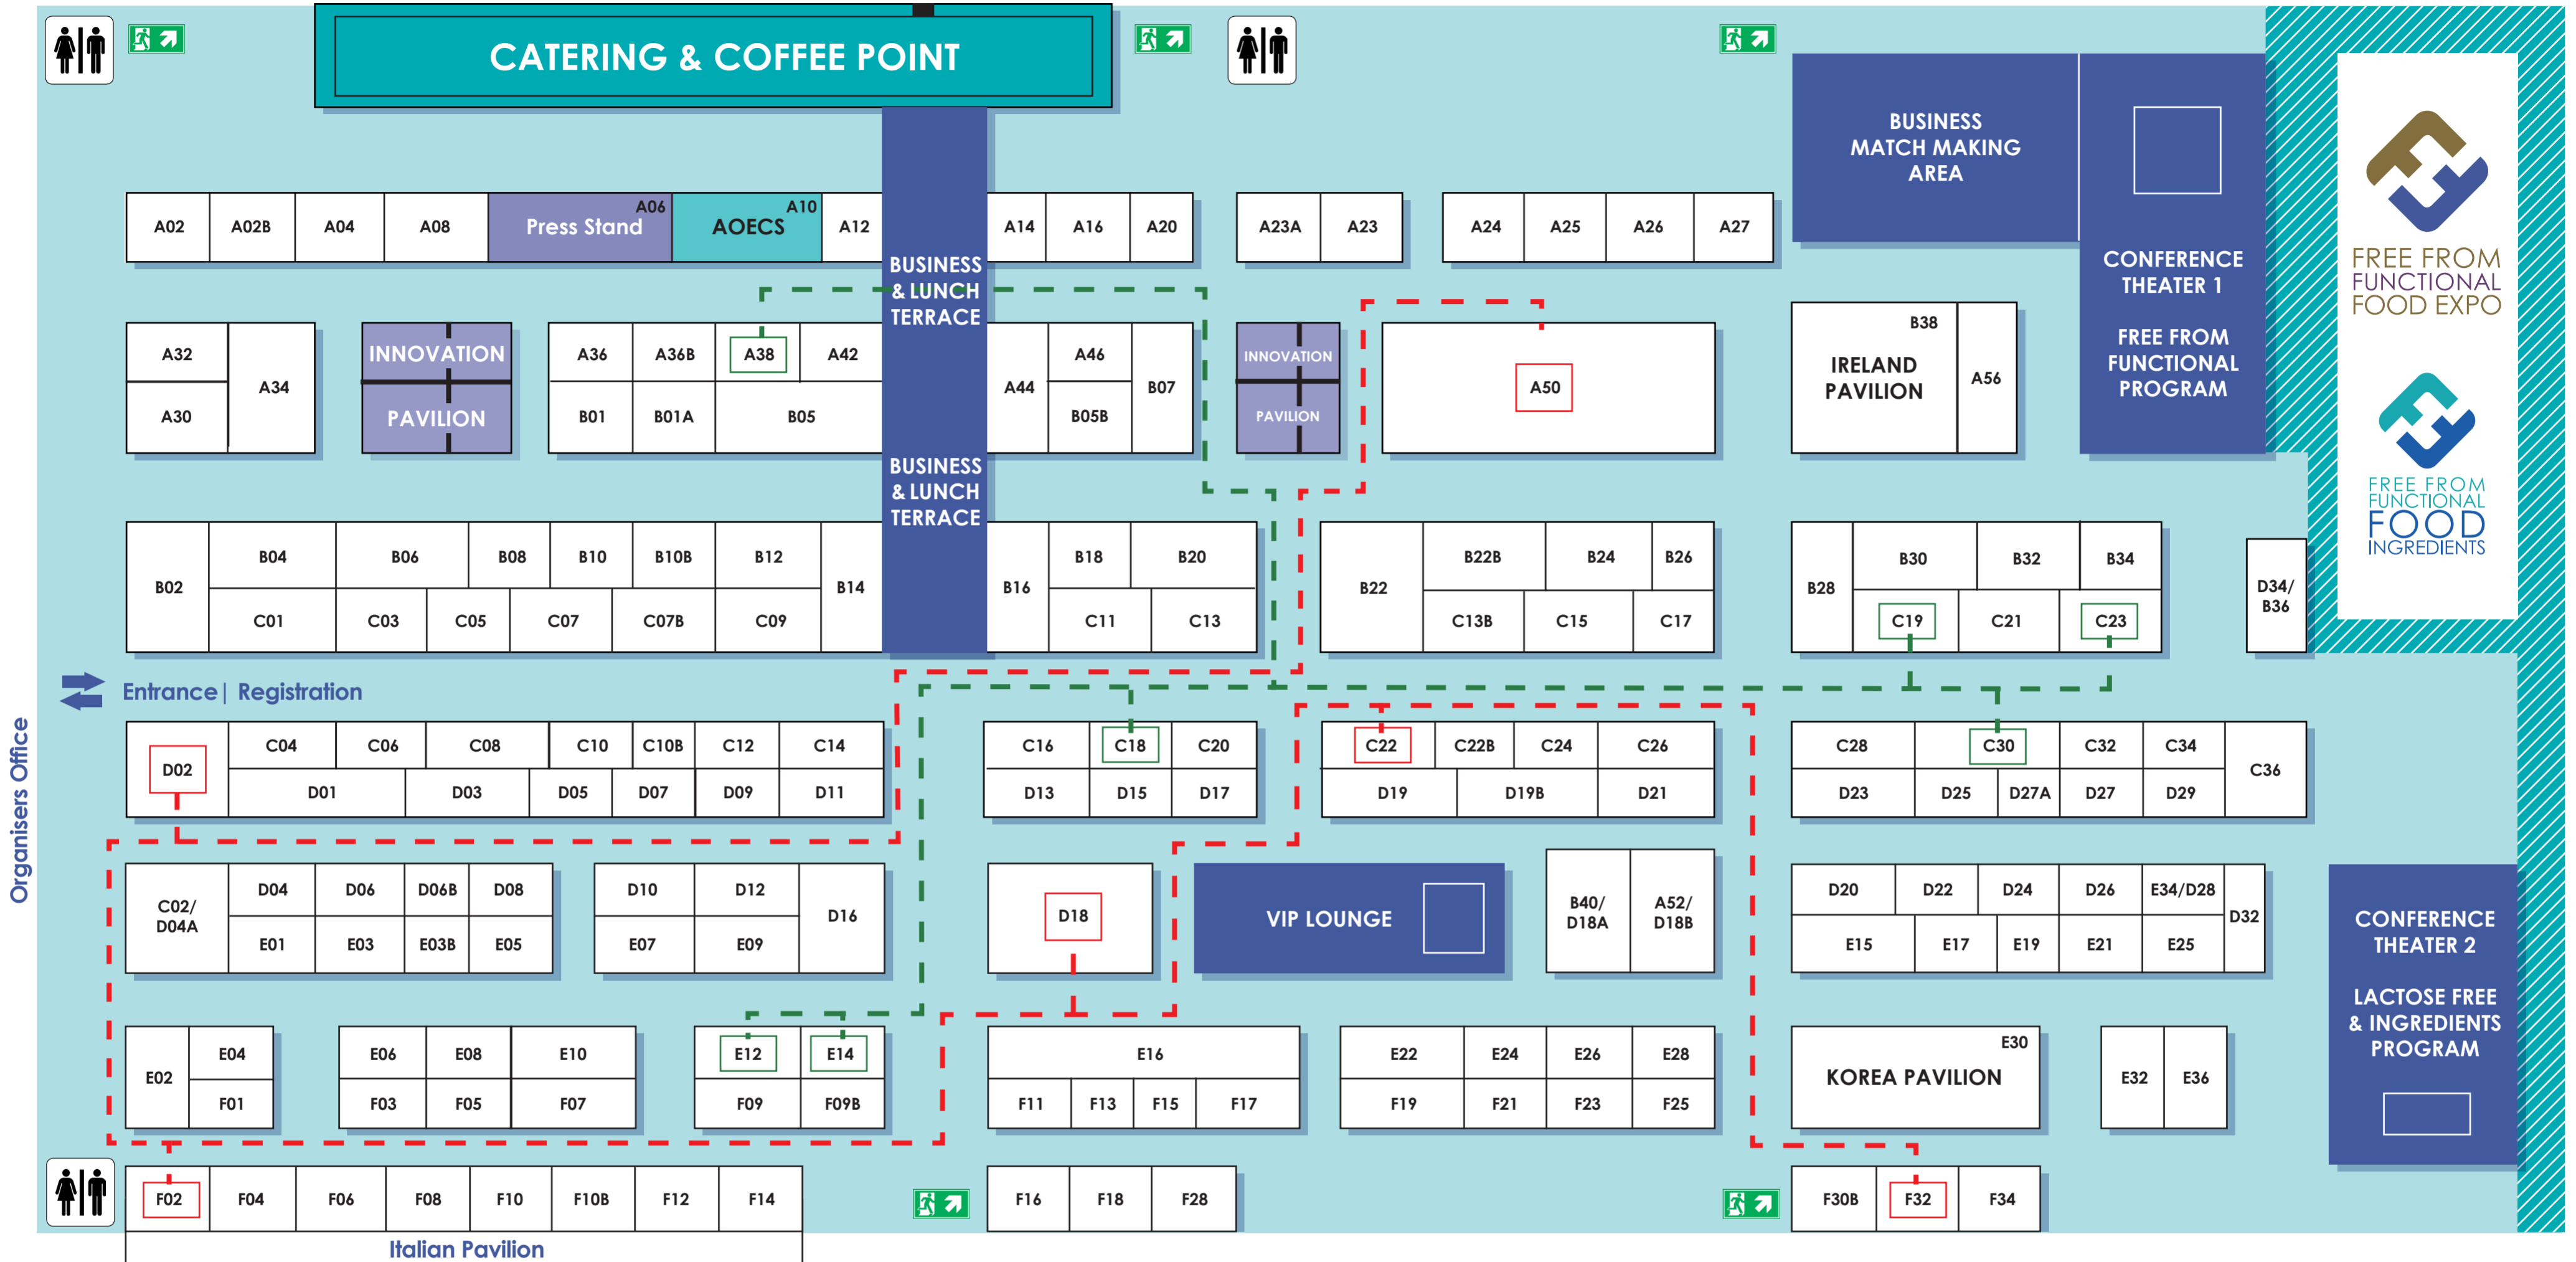 CATERING & COFFEE POINT
BUSINESS
MATCH MAKING
AREA
A02 A02B A04 A08 Press Stand A06 AOECS A10 A12
A14 A16 A20 A23A A23 A24 A25 A26 A27
BUSINESS
& LUNCH
TERRACE
CONFERENCE
THEATER 1
FREE FROM
FUNCTIONAL
PROGRAM
FREE FROM
FUNCTIONAL
FOOD EXPO
A32 A34 A30
INNOVATION
PAVILION
A36 A36B A38 A42
B01 B01A B05
A44 A46 B07 B05B
INNOVATION
PAVILION
A50
B38
IRELAND
PAVILION
A56
BUSINESS
& LUNCH
TERRACE
FREE FROM
FUNCTIONAL
FOOD
INGREDIENTS
B02 B04 B06 B08 B10 B10B B12 B14
C01 C03 C05 C07 C07B C09
B16 B18 B20
C11 C13
B22 B22B B24 B26
C13B C15 C17
B28 B30 B32 B34
C19 C21 C23
D34/
B36
Entrance| Registration
Organisers Office
D02 C04 C06 C08 C10 C10B C12 C14
D01 D03 D05 D07 D09 D11
C16 C18 C20
D13 D15 D17
C22 C22B C24 C26
D19 D19B D21
C28 C30 C32 C34 C36
D23 D25 D27A D27 D29
C02/
D04A
D04 D06 D06B D08
E01 E03 E03B E05
D10 D12 D16
E07 E09
D18
VIP LOUNGE
B40/
D18A
A52/
D18B
D20 D22 D24 D26 E34/D28 D32
E15 E17 E19 E21 E25
CONFERENCE
THEATER 2
LACTOSE FREE
& INGREDIENTS
PROGRAM
E02 E04 F01
E06 E08 E10
F03 F05 F07
E12 E14
F09 F09B
E16
F11 F13 F15 F17
E22 E24 E26 E28
F19 F21 F23 F25
E30
KOREA PAVILION
E32 E36
F02 F04 F06 F08 F10 F10B F12 F14
F16 F18 F28
F30B F32 F34
Italian Pavilion